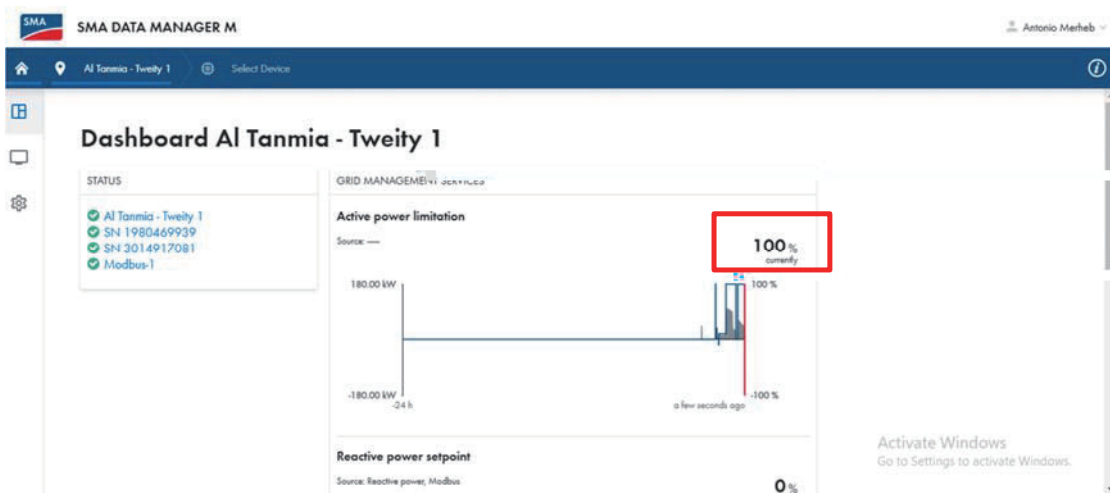 SMA
SMA DATA MANAGER M
Antonio Merheb
Al Tanmia - Tweity 1
Select Device
Dashboard Al Tanmia - Tweity 1
STATUS
Al Tanmia - Tweity 1
SN 1980469939
SN 3014917081
Modbus-1
GRID MANAGEMENT SERVICES
Active power limitation
Source: —
100 %
currently
180.00 kW
100 %
-180.00 kW
-100 %
-24 h
a few seconds ago
Reactive power setpoint
Source: Reactive power, Modbus
0 %
Activate Windows
Go to Settings to activate Windows.